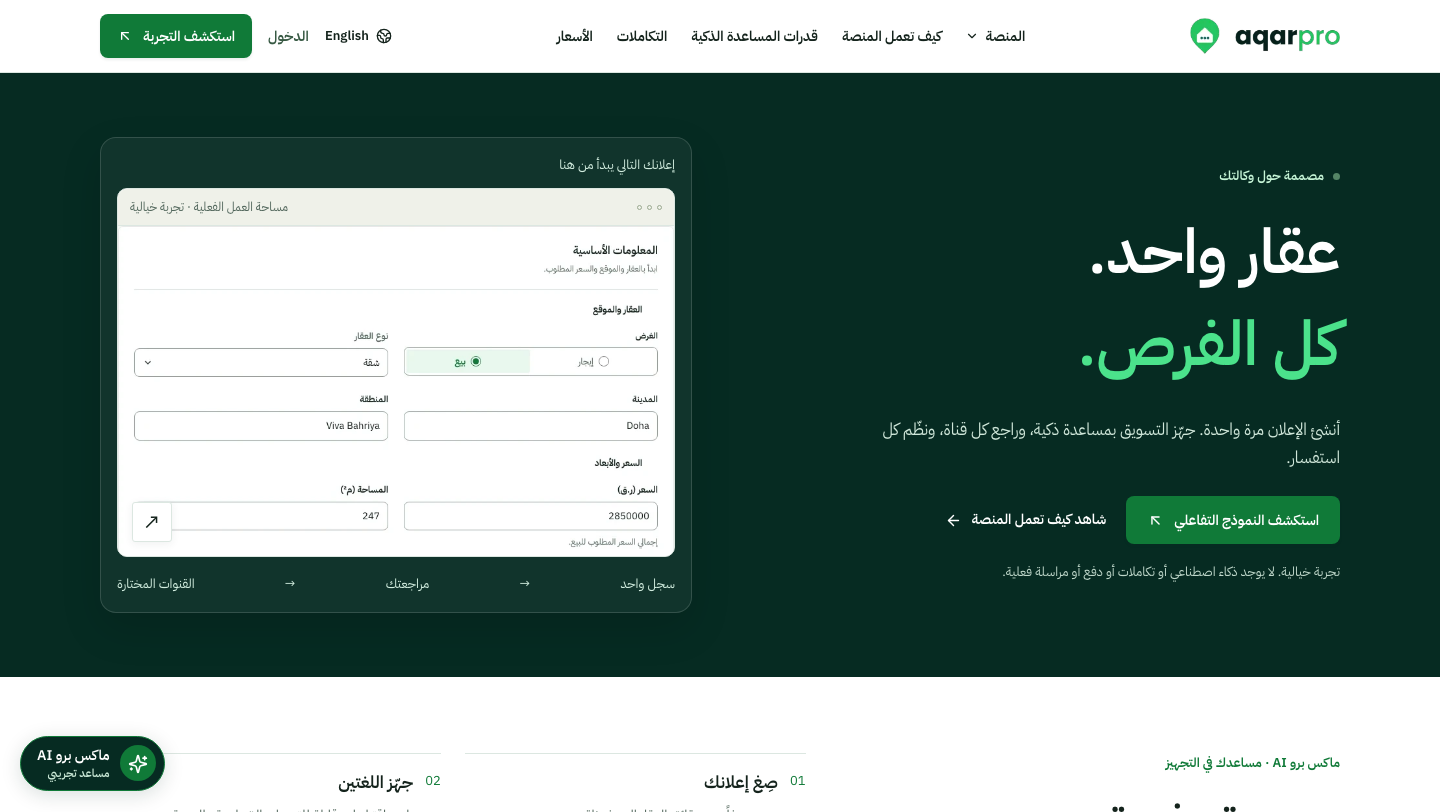 aqarpro
المنصة
كيف تعمل المنصة
قدرات المساعدة الذكية
التكاملات
الأسعار
English
الدخول
استكشف التجربة
مصممة حول وكالتك
عقار واحد.
كل الفرص.
أنشئ الإعلان مرة واحدة. جهّز التسويق بمساعدة ذكية، وراجع كل قناة، ونظّم كل
استفسار.
استكشف النموذج التفاعلي
شاهد كيف تعمل المنصة
تجربة خيالية. لا يوجد ذكاء اصطناعي أو تكاملات أو دفع أو مراسلة فعلية.
إعلانك التالي يبدأ من هنا
مساحة العمل الفعلية · تجربة خيالية
المعلومات الأساسية
ابدأ بالعقار والموقع والسعر المطلوب.
العقار والموقع
الغرض
نوع العقار
إيجار
بيع
شقة
المدينة
المنطقة
Doha
Viva Bahriya
السعر والأبعاد
السعر (ر.ق)
المساحة (م²)
2850000
247
إجمالي السعر المطلوب للبيع.
سجل واحد → مراجعتك → القنوات المختارة
ماكس برو AI · مساعدك في التجهيز
01 صِغ إعلانك
02 جهّز اللغتين
ماكس برو AI
مساعد تجريبي